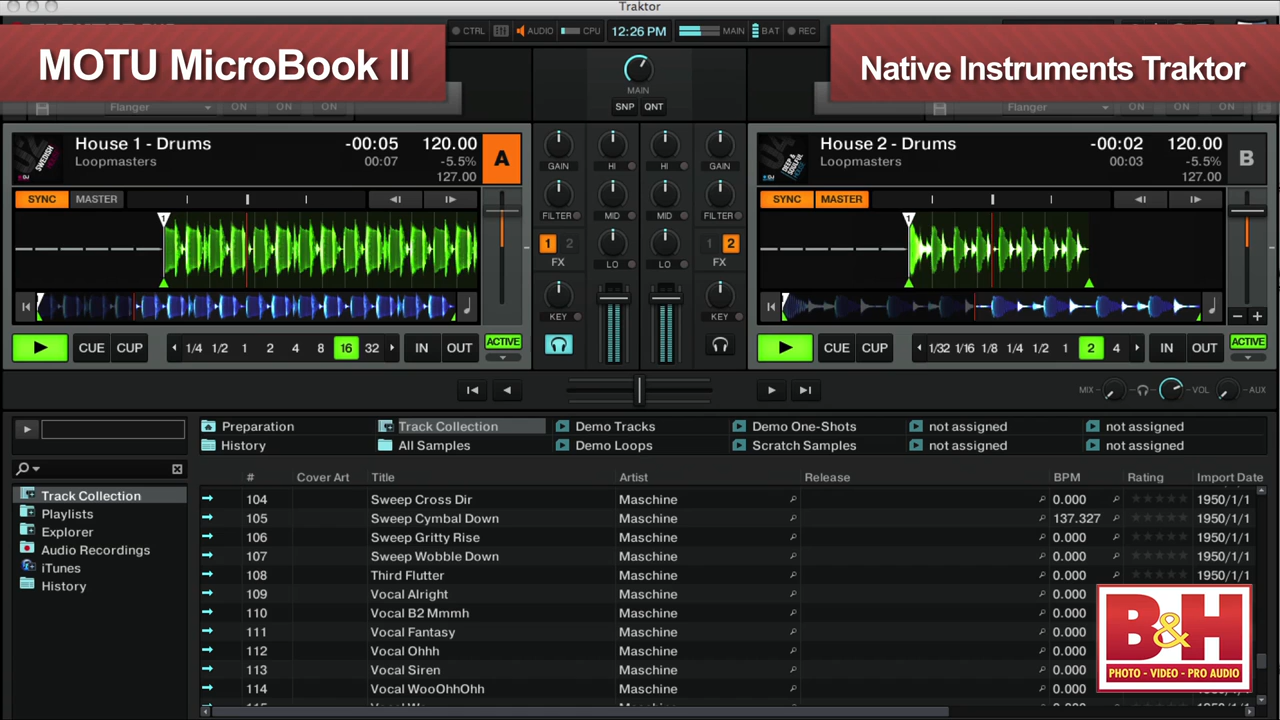 Traktor
CTRL AUDIO CPU 12:26 PM MAIN BAT REC
MOTU MicroBook II
Native Instruments Traktor
MAIN
SNP QNT
Flanger ON ON ON
Flanger ON ON ON
House 1 - Drums -00:05 120.00 A
Loopmasters 00:07 -5.5%
127.00
SYNC MASTER
1
CUE CUP 1/4 1/2 1 2 4 8 16 32 IN OUT ACTIVE
GAIN HI HI GAIN
FILTER MID MID FILTER
1 2 1 2
FX LO LO FX
KEY KEY
House 2 - Drums -00:02 120.00 B
Loopmasters 00:03 -5.5%
127.00
SYNC MASTER
1
CUE CUP 1/32 1/16 1/8 1/4 1/2 1 2 4 IN OUT ACTIVE
MIX VOL AUX
Preparation Track Collection Demo Tracks Demo One-Shots not assigned not assigned
History All Samples Demo Loops Scratch Samples not assigned not assigned
Track Collection
Playlists
Explorer
Audio Recordings
iTunes
History
# Cover Art Title Artist Release BPM Rating Import Date
104 Sweep Cross Dir Maschine 0.000 1950/1/1
105 Sweep Cymbal Down Maschine 137.327 1950/1/1
106 Sweep Gritty Rise Maschine 0.000 1950/1/1
107 Sweep Wobble Down Maschine 0.000 1950/1/1
108 Third Flutter Maschine 0.000 1950/1/1
109 Vocal Alright Maschine 0.000
110 Vocal B2 Mmmh Maschine 0.000
111 Vocal Fantasy Maschine 0.000
112 Vocal Ohhh Maschine 0.000
113 Vocal Siren Maschine 0.000
114 Vocal WooOhhOhh Maschine 0.000
B&H
PHOTO - VIDEO - PRO AUDIO